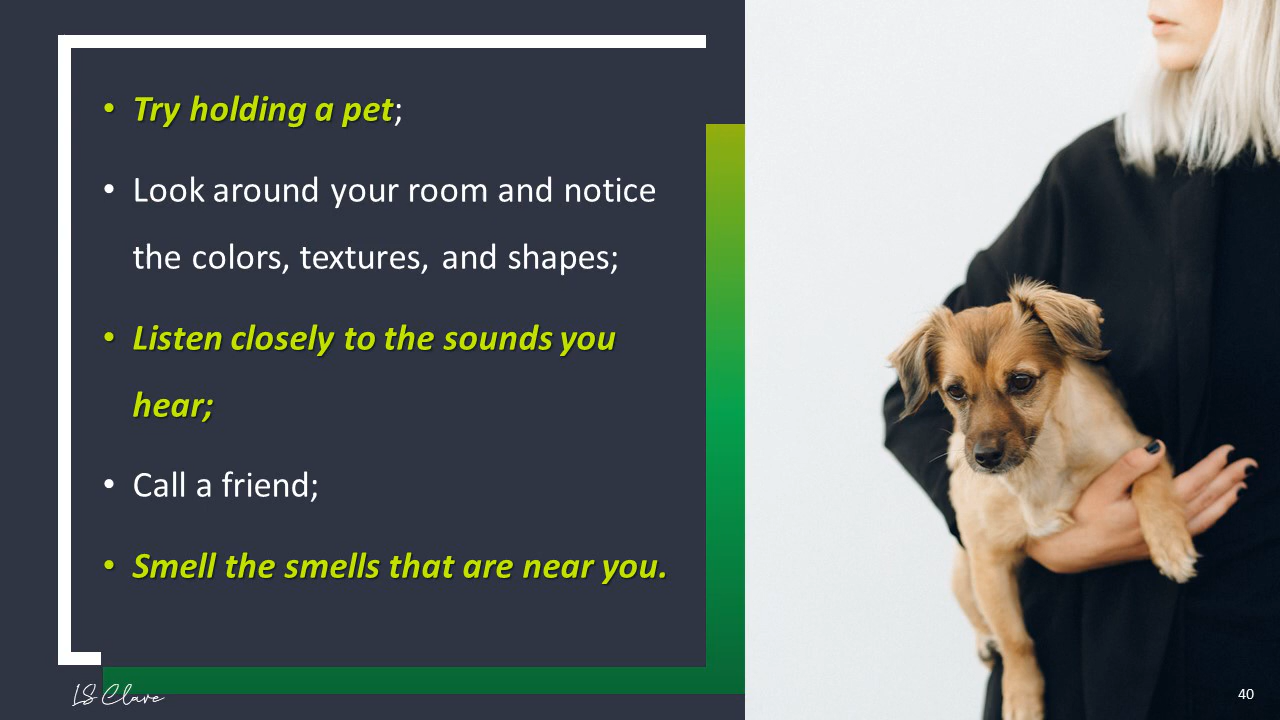 • Try holding a pet;
• Look around your room and notice
the colors, textures, and shapes;
• Listen closely to the sounds you
hear;
• Call a friend;
• Smell the smells that are near you.
LS Clave
40